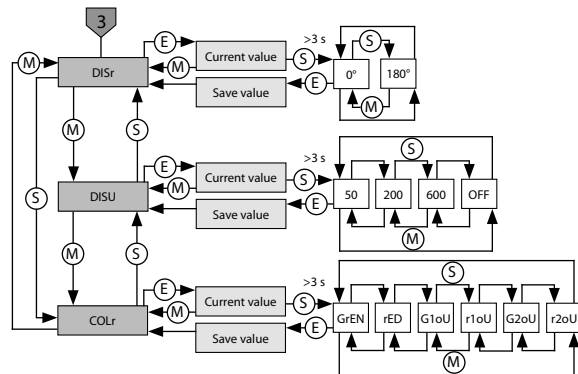 3
E
>3 s
M
DISr
M
Current value
S
S
0°
180°
Save value
E
M
M
S
E
>3 s
S
S
DISU
M
Current value
S
50
200
600
OFF
Save value
E
M
M
S
E
>3 s
S
COLr
M
Current value
S
GrEN
rED
G1oU
r1oU
G2oU
r2oU
Save value
E
M